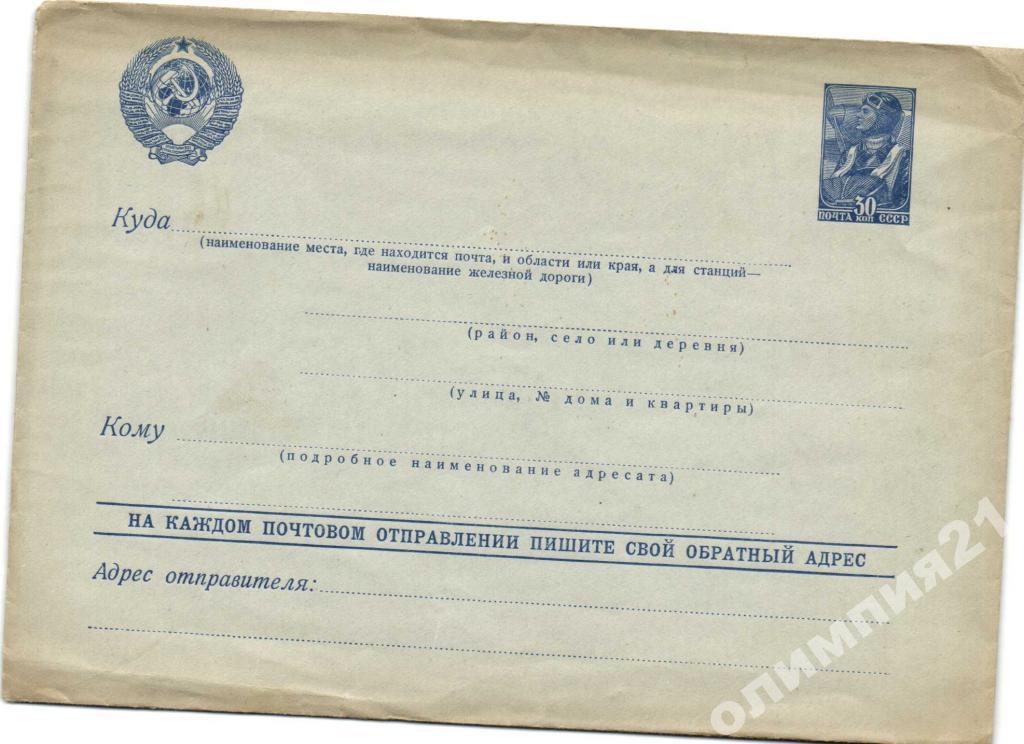 30
ПОЧТА КОП СССР
Куда
(наименование места, где находится почта, и области или края, а для станций—
наименование железной дороги)
(район, село или деревня)
(улица, № дома и квартиры)
Кому
(подробное наименование адресата)
НА КАЖДОМ ПОЧТОВОМ ОТПРАВЛЕНИИ ПИШИТЕ СВОЙ ОБРАТНЫЙ АДРЕС
Адрес отправителя:
олимпия21